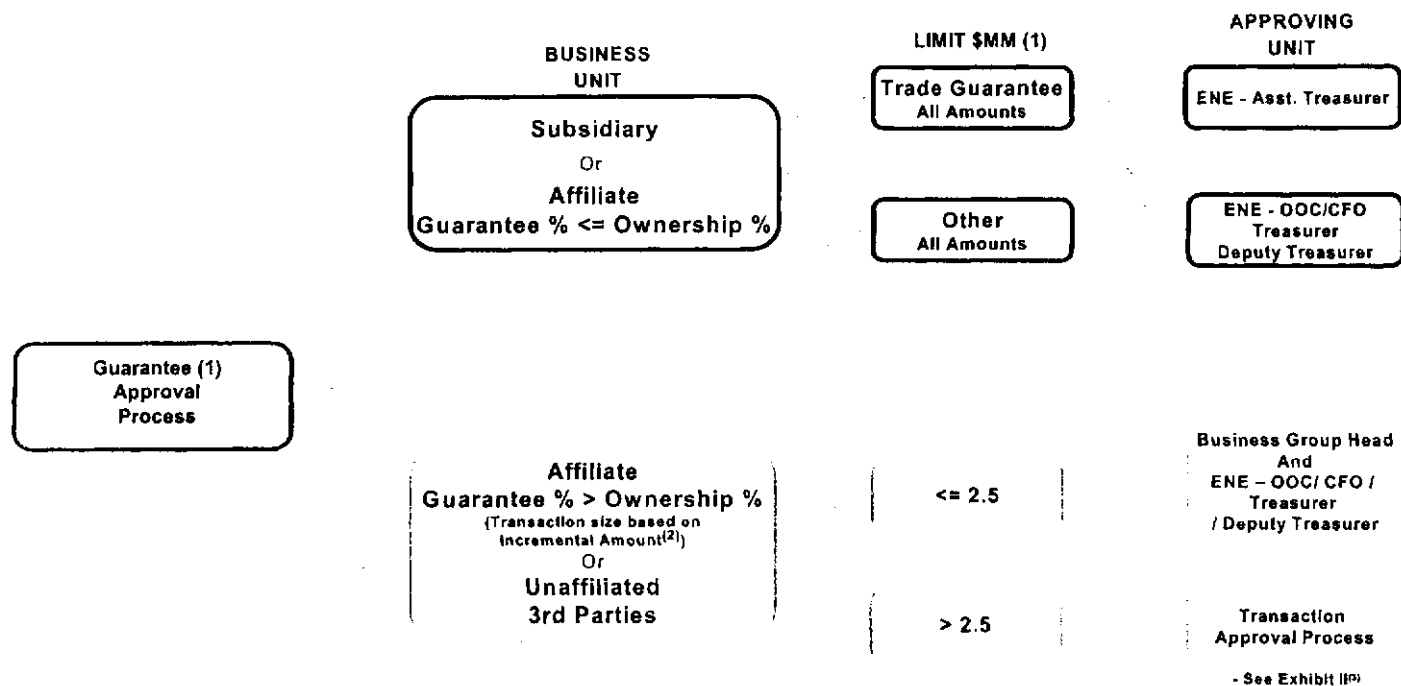 BUSINESS
UNIT
LIMIT $MM (1)
APPROVING
UNIT
Subsidiary
Or
Affiliate
Guarantee % <= Ownership %
Trade Guarantee
All Amounts
ENE - Asst. Treasurer
Other
All Amounts
ENE - OOC/CFO
Treasurer
Deputy Treasurer
Guarantee (1)
Approval
Process
Affiliate
Guarantee % > Ownership %
(Transaction size based on
Incremental Amount(2))
Or
Unaffiliated
3rd Parties
<= 2.5
Business Group Head
And
ENE – OOC/ CFO /
Treasurer
/ Deputy Treasurer
> 2.5
Transaction
Approval Process
- See Exhibit II(3)